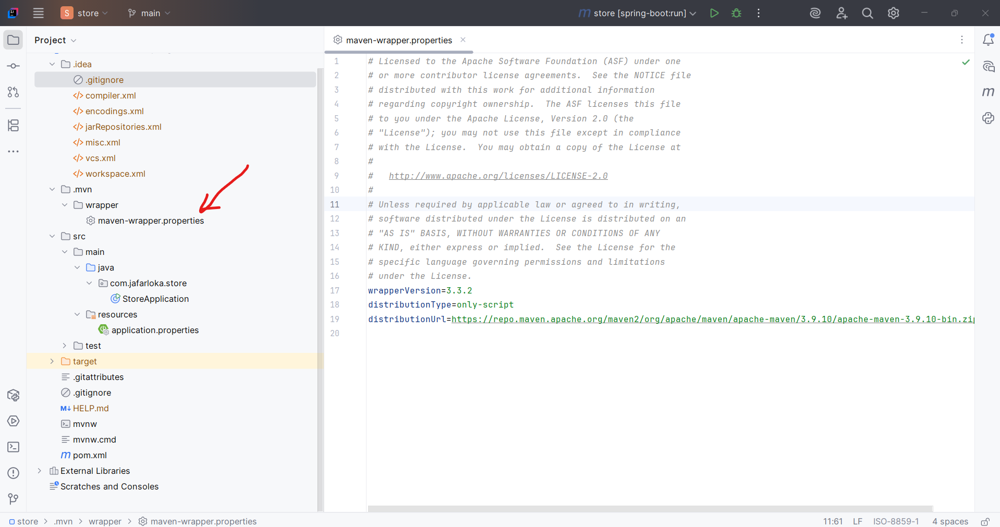 S store main store [spring-boot:run]
Project
maven-wrapper.properties
.idea
.gitignore
</> compiler.xml
</> encodings.xml
</> jarRepositories.xml
</> misc.xml
</> vcs.xml
</> workspace.xml
.mvn
wrapper
maven-wrapper.properties
src
main
java
com.jafarloka.store
StoreApplication
resources
application.properties
test
target
.gitattributes
.gitignore
M↓ HELP.md
mvnw
mvnw.cmd
m pom.xml
External Libraries
Scratches and Consoles
1 # Licensed to the Apache Software Foundation (ASF) under one
2 # or more contributor license agreements.  See the NOTICE file
3 # distributed with this work for additional information
4 # regarding copyright ownership.  The ASF licenses this file
5 # to you under the Apache License, Version 2.0 (the
6 # "License"); you may not use this file except in compliance
7 # with the License.  You may obtain a copy of the License at
8 #
9 #   http://www.apache.org/licenses/LICENSE-2.0
10 #
11 # Unless required by applicable law or agreed to in writing,
12 # software distributed under the License is distributed on an
13 # "AS IS" BASIS, WITHOUT WARRANTIES OR CONDITIONS OF ANY
14 # KIND, either express or implied.  See the License for the
15 # specific language governing permissions and limitations
16 # under the License.
17 wrapperVersion=3.3.2
18 distributionType=only-script
19 distributionUrl=https://repo.maven.apache.org/maven2/org/apache/maven/apache-maven/3.9.10/apache-maven-3.9.10-bin.zip
20
store > .mvn > wrapper > maven-wrapper.properties 11:61 LF ISO-8859-1 4 spaces